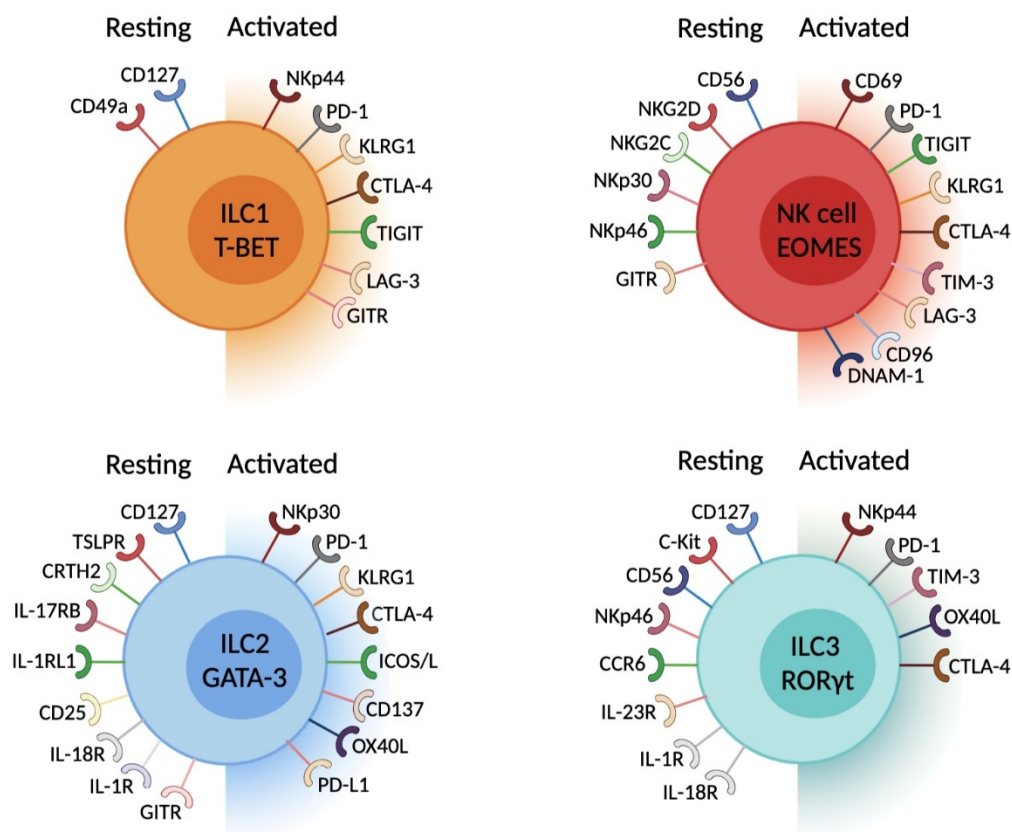 Resting Activated
CD127
CD49a
NKp44
PD-1
KLRG1
CTLA-4
TIGIT
LAG-3
GITR
ILC1
T-BET
Resting Activated
CD56
NKG2D
NKG2C
NKp30
NKp46
GITR
CD69
PD-1
TIGIT
KLRG1
CTLA-4
TIM-3
LAG-3
CD96
DNAM-1
NK cell
EOMES
Resting Activated
CD127
TSLPR
CRTH2
IL-17RB
IL-1RL1
CD25
IL-18R
IL-1R
GITR
NKp30
PD-1
KLRG1
CTLA-4
ICOS/L
CD137
OX40L
PD-L1
ILC2
GATA-3
Resting Activated
CD127
C-Kit
CD56
NKp46
CCR6
IL-23R
IL-1R
IL-18R
NKp44
PD-1
TIM-3
OX40L
CTLA-4
ILC3
RORγt